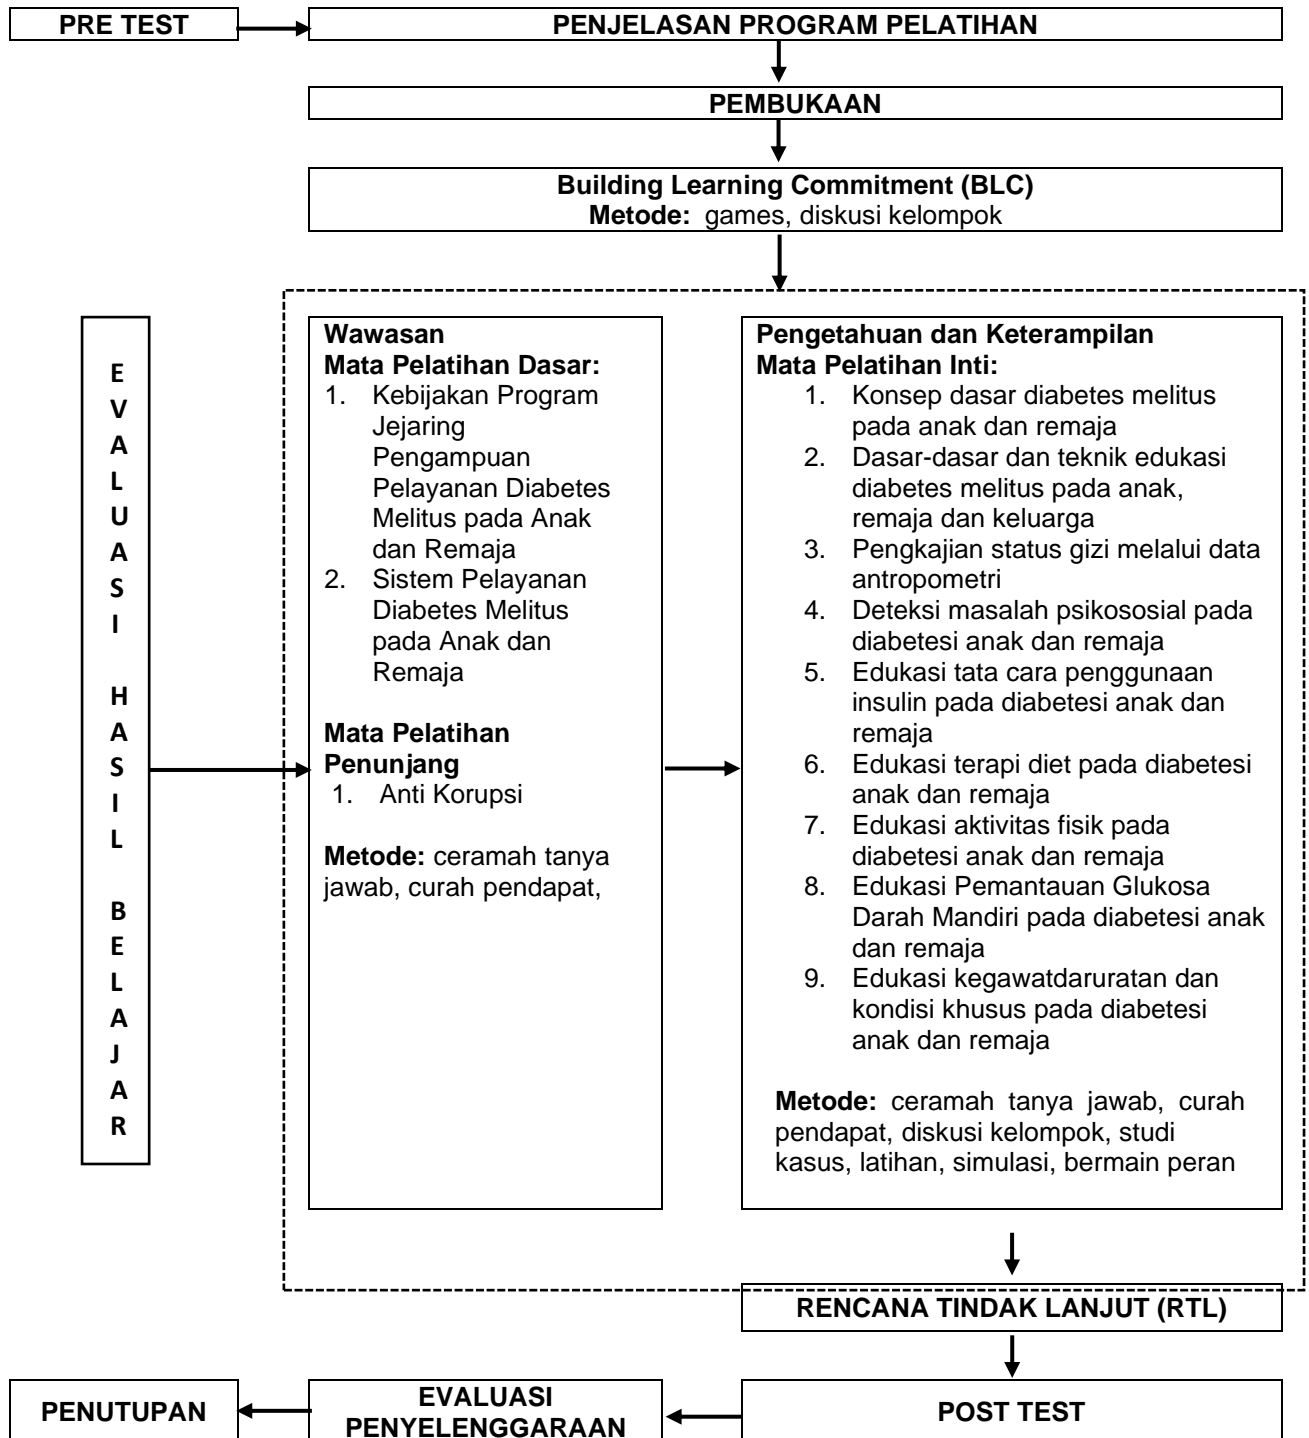 PRE TEST
PENJELASAN PROGRAM PELATIHAN
PEMBUKAAN
Building Learning Commitment (BLC)
Metode: games, diskusi kelompok
E
V
A
L
U
A
S
I
H
A
S
I
L
B
E
L
A
J
A
R
Wawasan
Mata Pelatihan Dasar:
1. Kebijakan Program
Jejaring
Pengampuan
Pelayanan Diabetes
Melitus pada Anak
dan Remaja
2. Sistem Pelayanan
Diabetes Melitus
pada Anak dan
Remaja
Mata Pelatihan
Penunjang
1. Anti Korupsi
Metode: ceramah tanya
jawab, curah pendapat,
Pengetahuan dan Keterampilan
Mata Pelatihan Inti:
1. Konsep dasar diabetes melitus
pada anak dan remaja
2. Dasar-dasar dan teknik edukasi
diabetes melitus pada anak,
remaja dan keluarga
3. Pengkajian status gizi melalui data
antropometri
4. Deteksi masalah psikososial pada
diabetesi anak dan remaja
5. Edukasi tata cara penggunaan
insulin pada diabetesi anak dan
remaja
6. Edukasi terapi diet pada diabetesi
anak dan remaja
7. Edukasi aktivitas fisik pada
diabetesi anak dan remaja
8. Edukasi Pemantauan Glukosa
Darah Mandiri pada diabetesi anak
dan remaja
9. Edukasi kegawatdaruratan dan
kondisi khusus pada diabetesi
anak dan remaja
Metode: ceramah tanya jawab, curah
pendapat, diskusi kelompok, studi
kasus, latihan, simulasi, bermain peran
RENCANA TINDAK LANJUT (RTL)
POST TEST
EVALUASI
PENYELENGGARAAN
PENUTUPAN